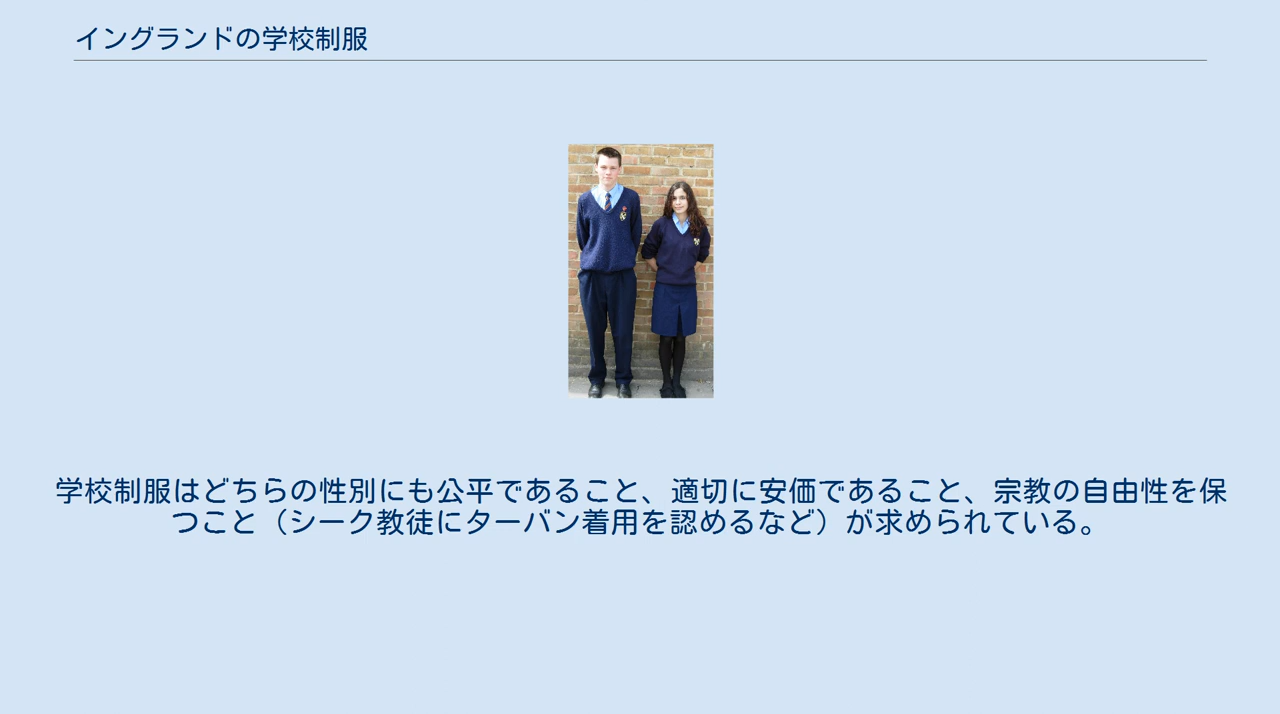 イングランドの学校制服
学校制服はどちらの性別にも公平であること、適切に安価であること、宗教の自由性を保
つこと（シーク教徒にターバン着用を認めるなど）が求められている。